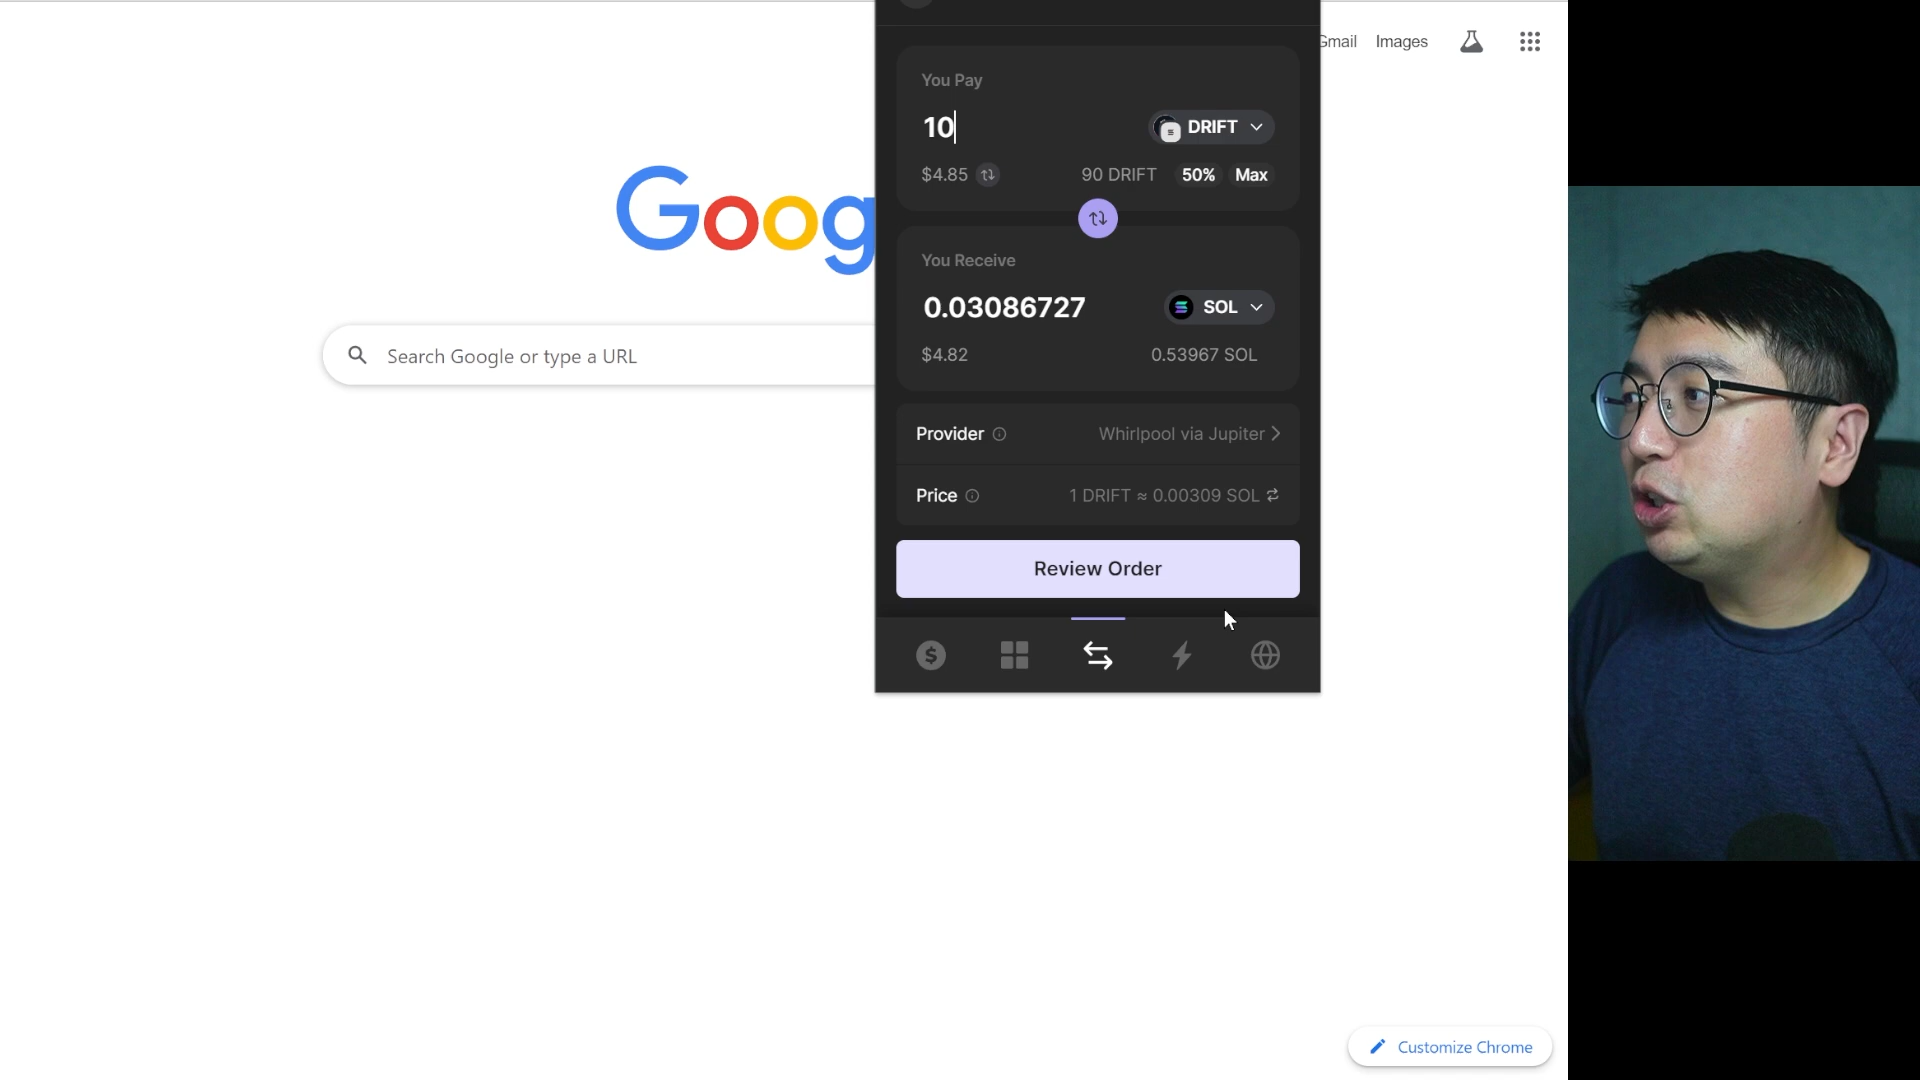 Gmail Images
You Pay
10 DRIFT
$4.85 90 DRIFT 50% Max
You Receive
0.03086727 SOL
$4.82 0.53967 SOL
Provider Whirlpool via Jupiter
Price 1 DRIFT ≈ 0.00309 SOL
Review Order
Goog
Search Google or type a URL
Customize Chrome